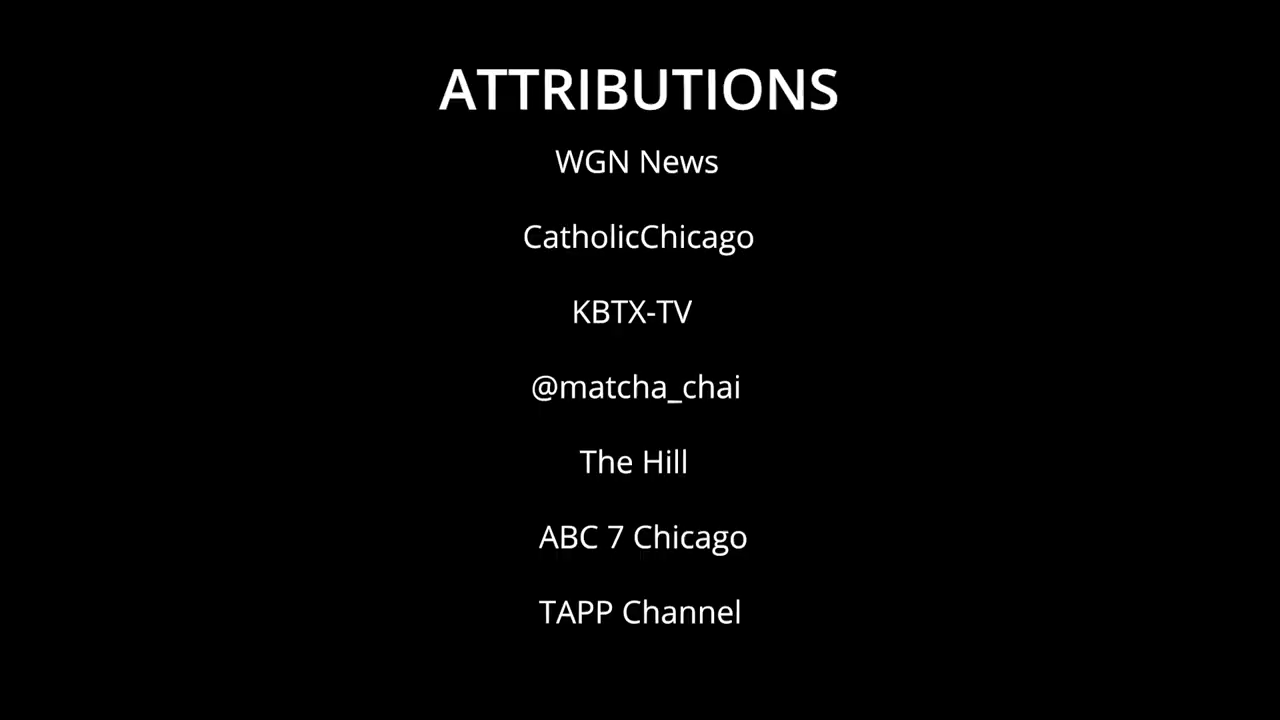 ATTRIBUTIONS
WGN News
CatholicChicago
KBTX-TV
@matcha_chai
The Hill
ABC 7 Chicago
TAPP Channel